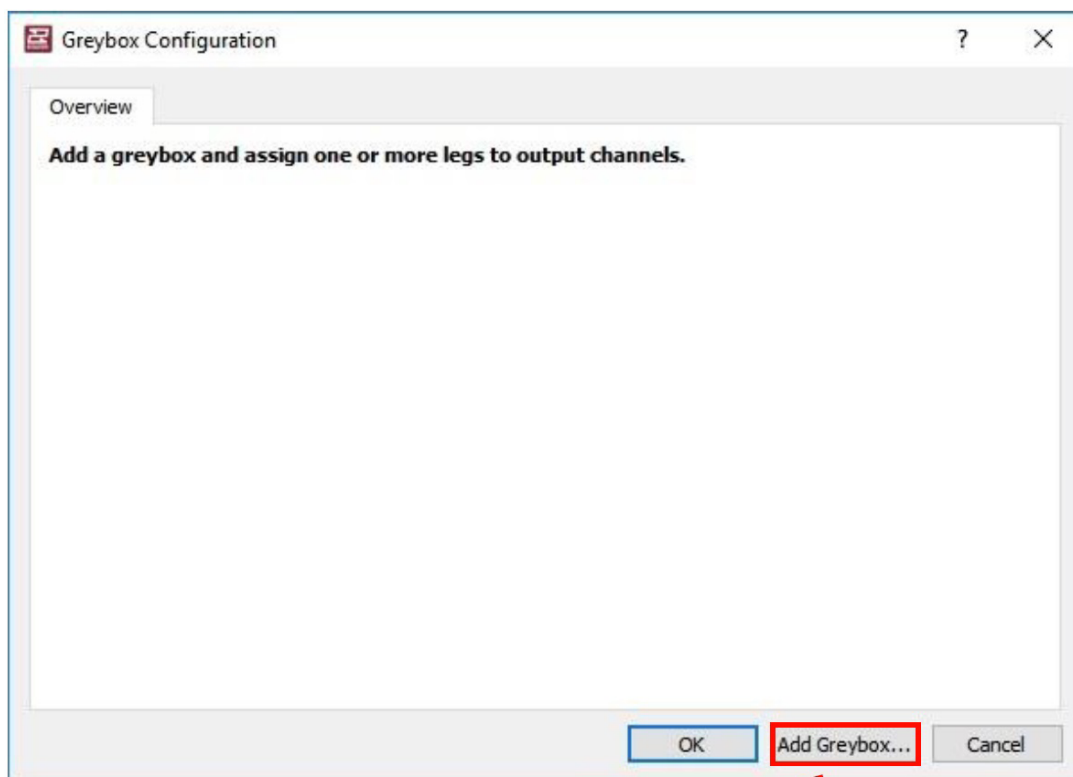 Greybox Configuration
?
Overview
Add a greybox and assign one or more legs to output channels.
OK
Add Greybox...
Cancel